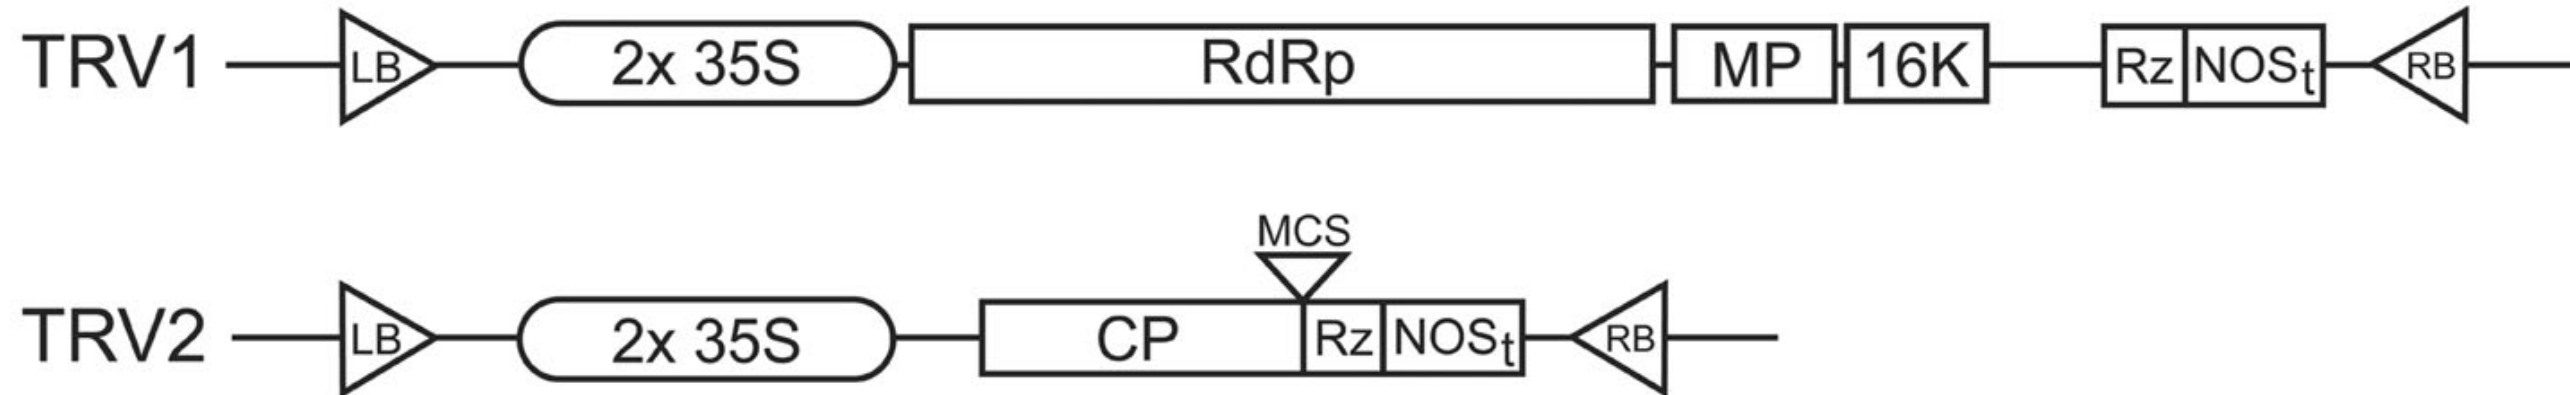 TRV1 LB 2x 35S RdRp MP 16K Rz NOSt RB
MCS
TRV2 LB 2x 35S CP Rz NOSt RB